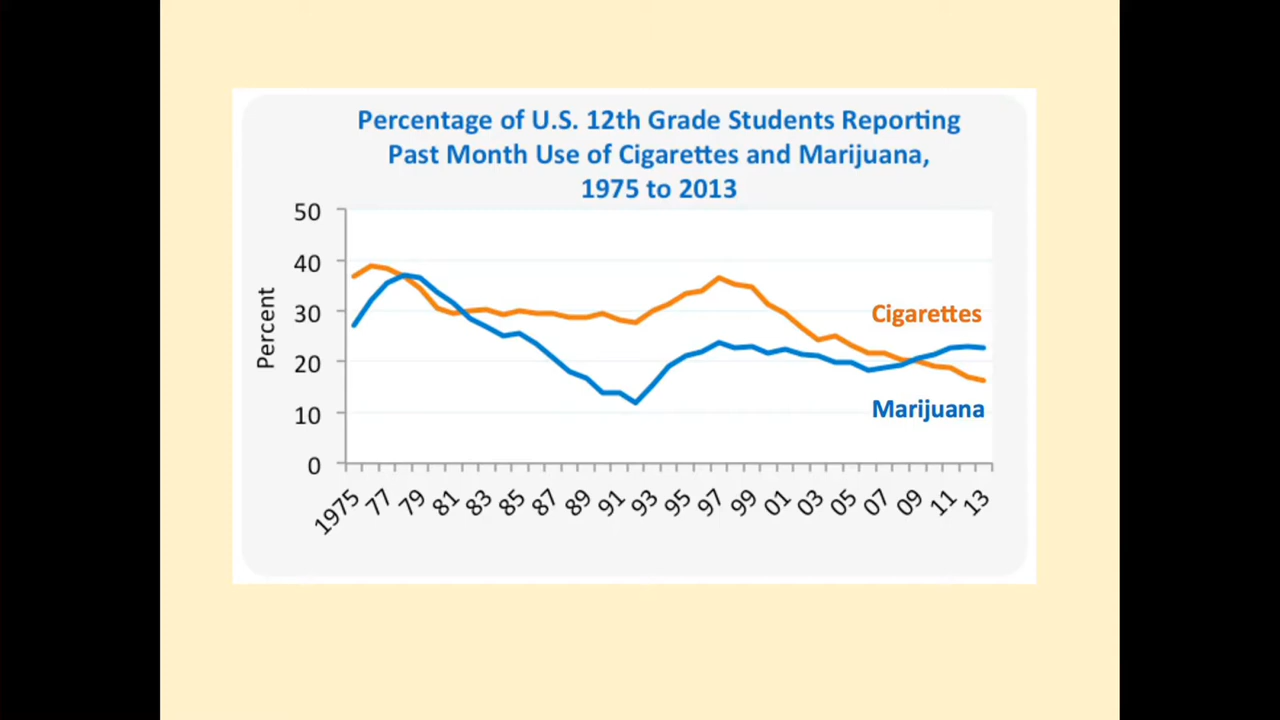 Percentage of U.S. 12th Grade Students Reporting
Past Month Use of Cigarettes and Marijuana,
1975 to 2013
50
40
30
20
10
0
Percent
Cigarettes
Marijuana
1975 77 79 81 83 85 87 89 91 93 95 97 99 01 03 05 07 09 11 13